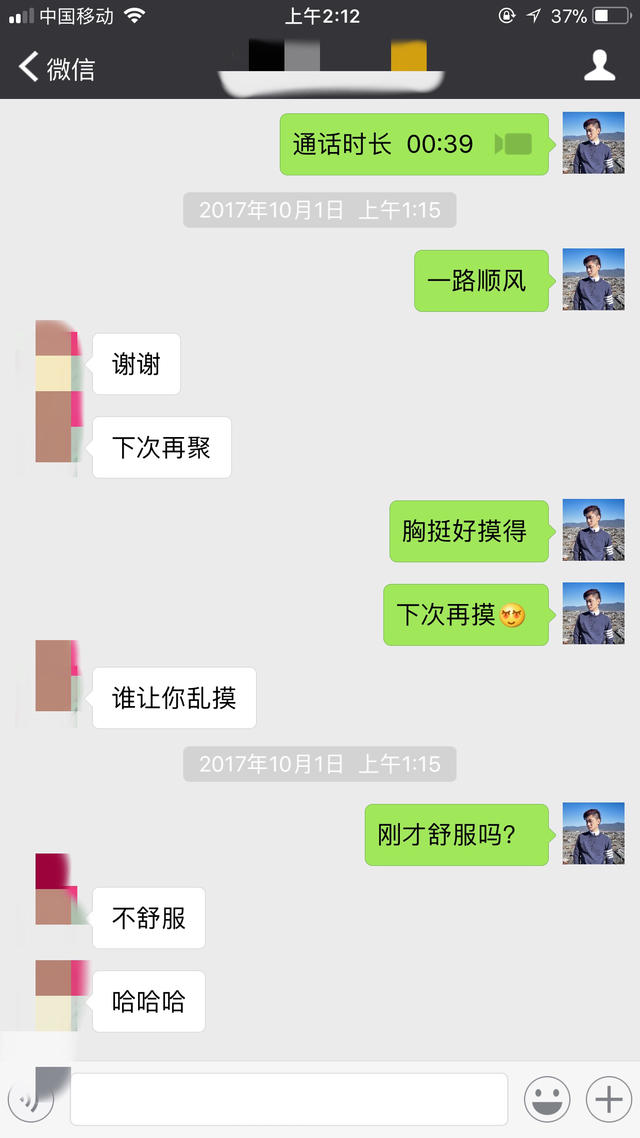 中国移动 上午2:12 37%
微信
通话时长 00:39
2017年10月1日 上午1:15
一路顺风
谢谢
下次再聚
胸挺好摸得
下次再摸
谁让你乱摸
2017年10月1日 上午1:15
刚才舒服吗?
不舒服
哈哈哈